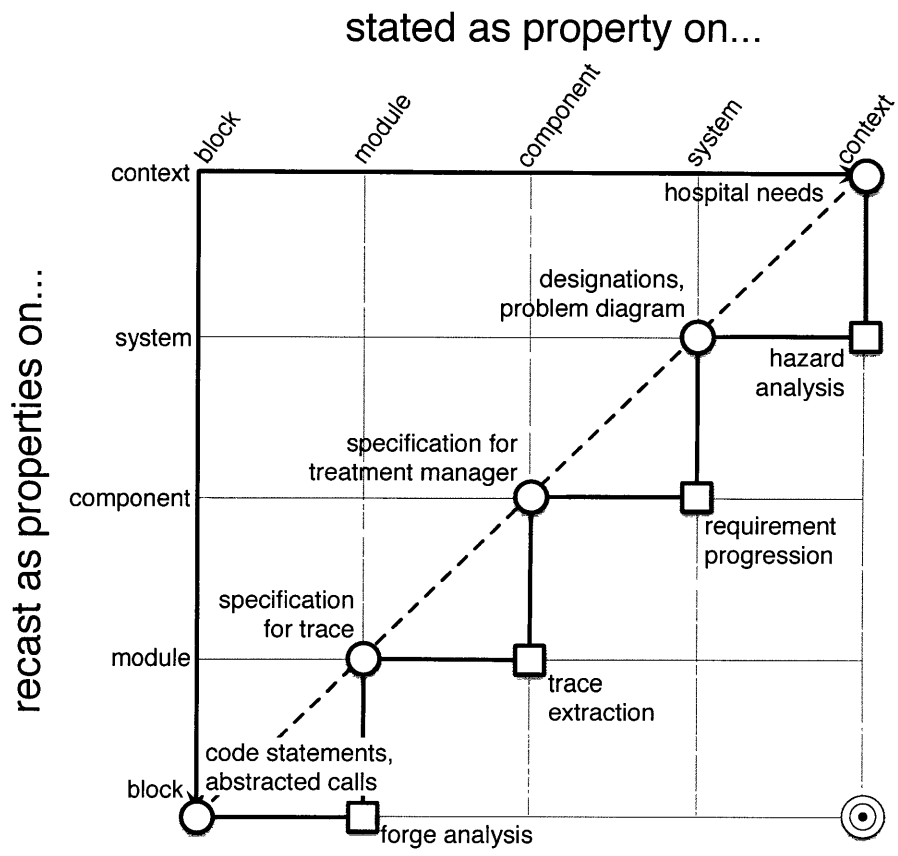 stated as property on...
block
module
component
system
context
context
hospital needs
designations,
problem diagram
system
hazard
analysis
specification for
treatment manager
component
requirement
progression
specification
for trace
module
trace
extraction
code statements,
abstracted calls
block
forge analysis
recast as properties on...